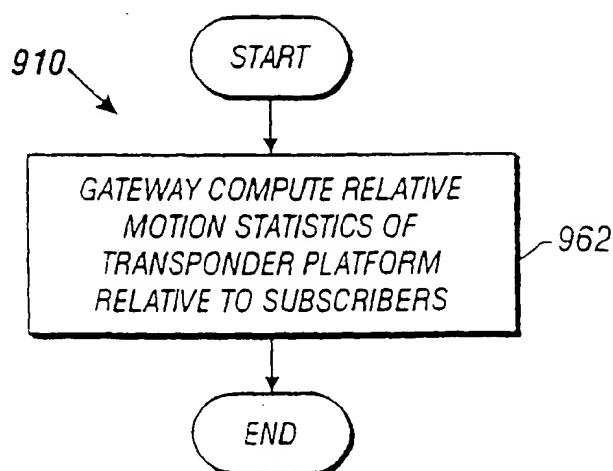 910
START
GATEWAY COMPUTE RELATIVE
MOTION STATISTICS OF
TRANSPONDER PLATFORM
RELATIVE TO SUBSCRIBERS
962
END